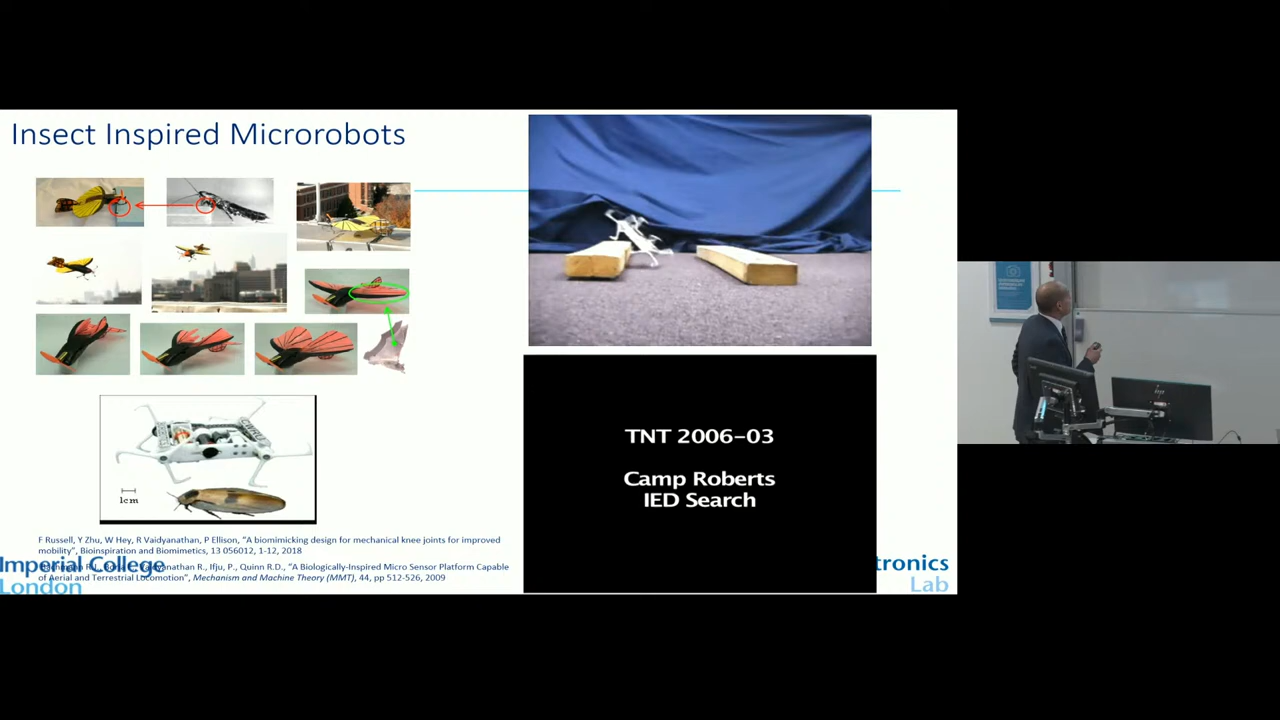 Insect Inspired Microrobots
1cm
TNT 2006-03
Camp Roberts
IED Search
F Russell, Y Zhu, W Hey, R Vaidyanathan, P Ellison, "A biomimicking design for mechanical knee joints for improved
mobility", Bioinspiration and Biomimetics, 13 056012, 1-12, 2018
R.J., Vaidyanathan R., Ifju, P., Quinn R.D., "A Biologically-Inspired Micro Sensor Platform Capable
of Aerial and Terrestrial Locomotion", Mechanism and Machine Theory (MMT), 44, pp 512-526, 2009
Imperial College
London
tronics
Lab